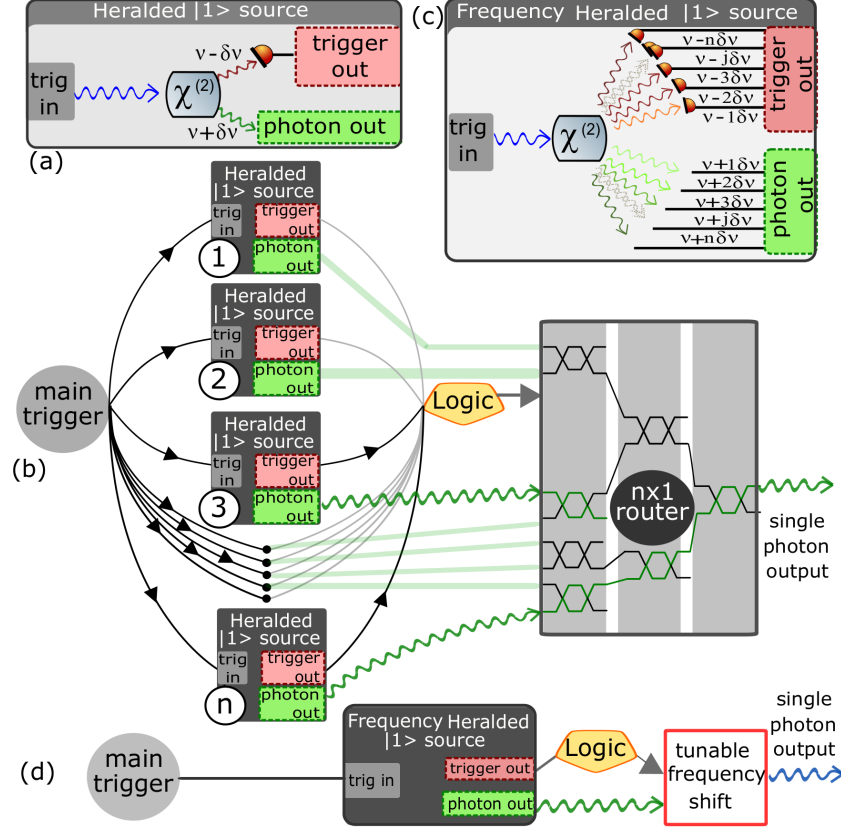 Heralded |1> source
trig
in
χ(2)
ν-δν
ν+δν
trigger
out
photon out
(a)
(c)
Frequency Heralded |1> source
trig
in
χ(2)
ν-nδν
ν-jδν
ν-3δν
ν-2δν
ν-1δν
trigger
out
ν+1δν
ν+2δν
ν+3δν
ν+jδν
ν+nδν
photon
out
(b)
main
trigger
Heralded
|1> source
trig
in
trigger
out
photon
out
1
Heralded
|1> source
trig
in
trigger
out
photon
out
2
Heralded
|1> source
trig
in
trigger
out
photon
out
3
Heralded
|1> source
trig
in
trigger
out
photon
out
n
Logic
nx1
router
single
photon
output
(d)
main
trigger
Frequency Heralded
|1> source
trig in
trigger out
photon out
Logic
tunable
frequency
shift
single
photon
output